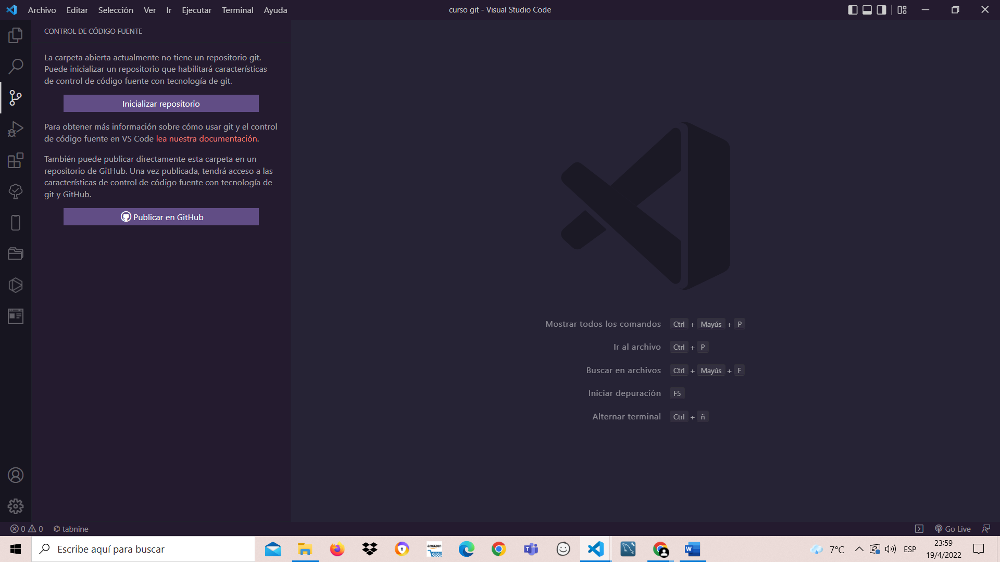 Archivo Editar Selección Ver Ir Ejecutar Terminal Ayuda
curso git - Visual Studio Code
CONTROL DE CÓDIGO FUENTE
La carpeta abierta actualmente no tiene un repositorio git.
Puede inicializar un repositorio que habilitará características
de control de código fuente con tecnología de git.
Inicializar repositorio
Para obtener más información sobre cómo usar git y el control
de código fuente en VS Code lea nuestra documentación.
También puede publicar directamente esta carpeta en un
repositorio de GitHub. Una vez publicada, tendrá acceso a las
características de control de código fuente con tecnología de
git y GitHub.
Publicar en GitHub
Mostrar todos los comandos Ctrl + Mayús + P
Ir al archivo Ctrl + P
Buscar en archivos Ctrl + Mayús + F
Iniciar depuración F5
Alternar terminal Ctrl + ñ
0 0 tabnine
Go Live
Escribe aquí para buscar
amazon
W
7°C
ESP
23:59
19/4/2022